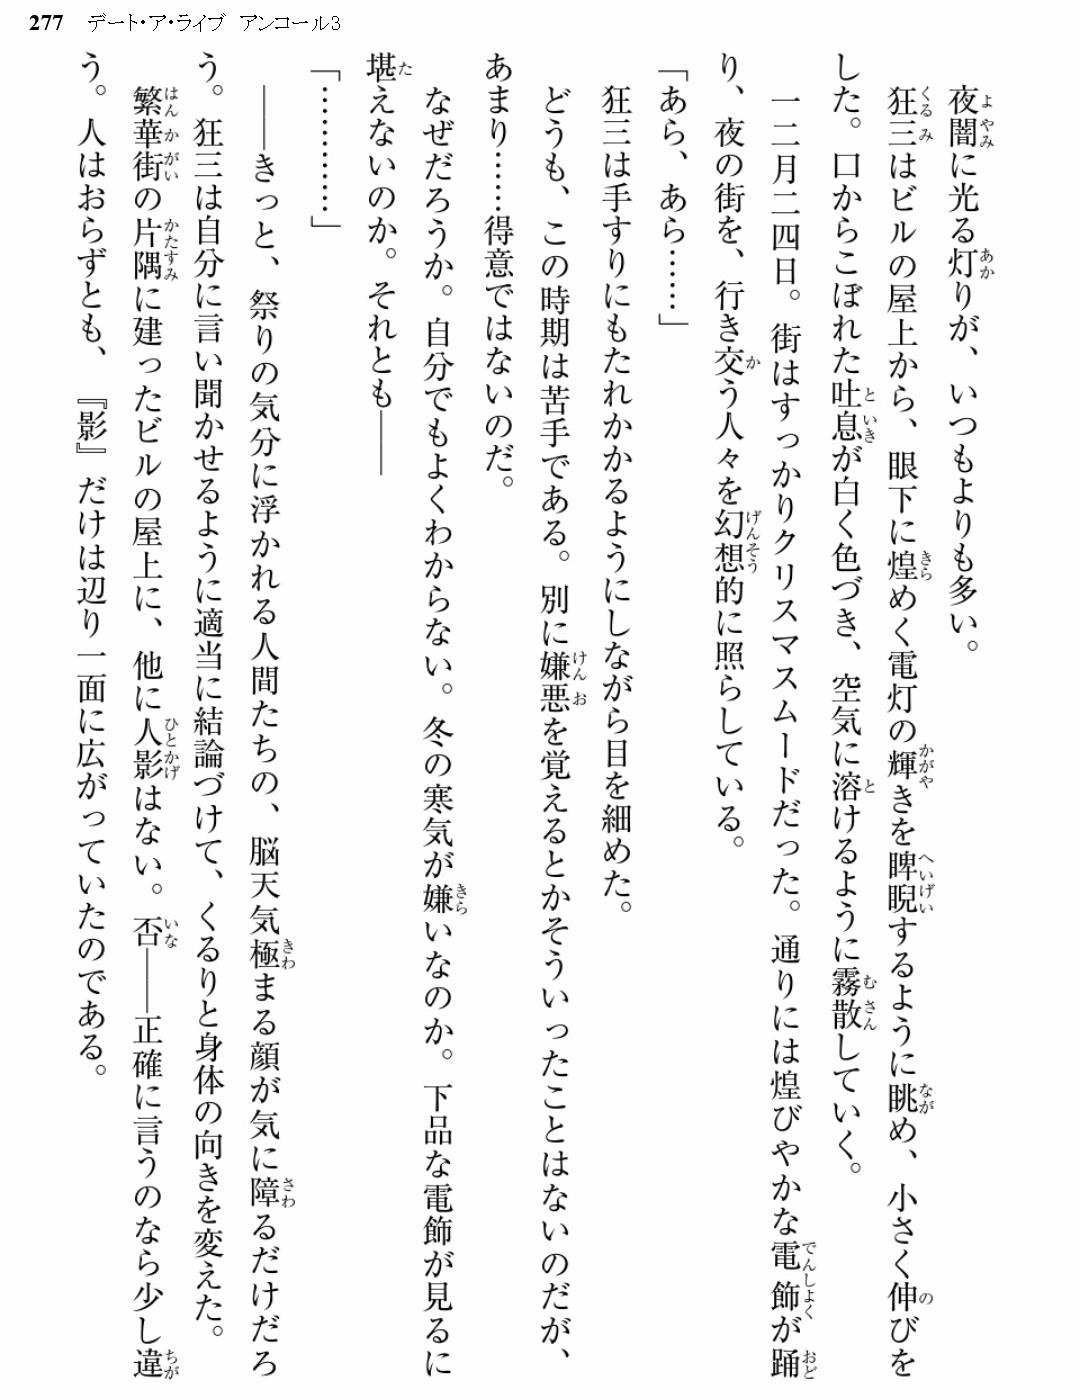 277 デート・ア・ライブ アンコール3
夜闇に光る灯りが、いつもよりも多い。
狂三はビルの屋上から、眼下に煌めく電灯の輝きを睥睨するように眺め、小さく伸びを
した。口からこぼれた吐息が白く色づき、空気に溶けるように霧散していく。
一二月二四日。街はすっかりクリスマスムードだった。通りには煌びやかな電飾が踊
り、夜の街を、行き交う人々を幻想的に照らしている。
「あら、あら……」
狂三は手すりにもたれかかるようにしながら目を細めた。
どうも、この時期は苦手である。別に嫌悪を覚えるとかそういったことはないのだが、
あまり……得意ではないのだ。
なぜだろうか。自分でもよくわからない。冬の寒気が嫌いなのか。下品な電飾が見るに
堪えないのか。それとも――
「…………」
――きっと、祭りの気分に浮かれる人間たちの、脳天気極まる顔が気に障るだけだろ
う。狂三は自分に言い聞かせるように適当に結論づけて、くるりと身体の向きを変えた。
繁華街の片隅に建ったビルの屋上に、他に人影はない。否――正確に言うのなら少し違
う。人はおらずとも、『影』だけは辺り一面に広がっていたのである。